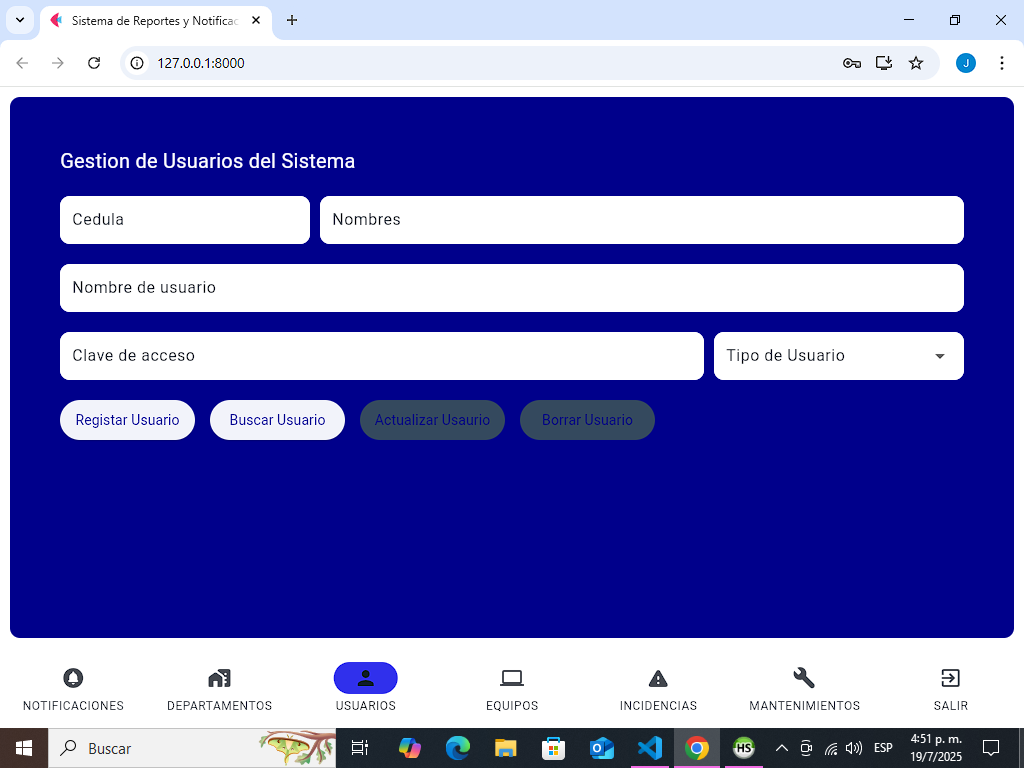 Sistema de Reportes y Notificac
127.0.0.1:8000
J
Gestion de Usuarios del Sistema
Cedula Nombres
Nombre de usuario
Clave de acceso Tipo de Usuario
Registar Usuario Buscar Usuario Actualizar Usaurio Borrar Usuario
NOTIFICACIONES DEPARTAMENTOS USUARIOS EQUIPOS INCIDENCIAS MANTENIMIENTOS SALIR
Buscar HS ESP 4:51 p. m.
19/7/2025